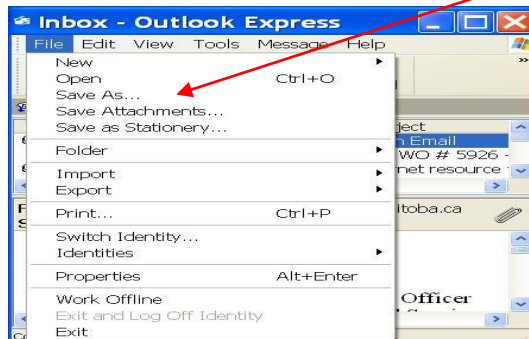 Inbox - Outlook Express
File Edit View Tools Message Help
New
Open Ctrl+O
Save As...
Save Attachments...
Save as Stationery...
Folder
Import
Export
Print... Ctrl+P
Switch Identity...
Identities
Properties Alt+Enter
Work Offline
Exit and Log Off Identity
Exit
ject
n Email
WO # 5926 -
net resource
itoba.ca
Officer